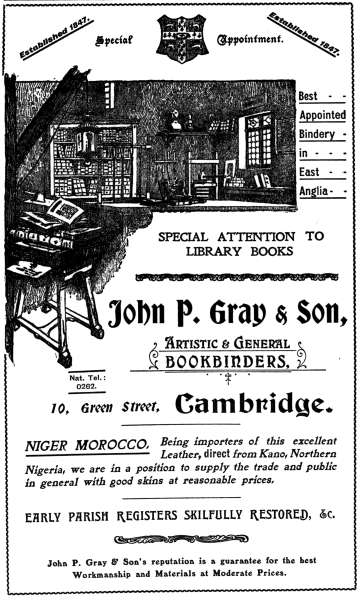 Established 1847.
Special Appointment.
Established 1847.
Best - -
Appointed
Bindery -
in - - -
East - -
Anglia - -
SPECIAL ATTENTION TO
LIBRARY BOOKS
John P. Gray & Son,
ARTISTIC & GENERAL
BOOKBINDERS,
Nat. Tel.:
0282.
10, Green Street, Cambridge.
NIGER MOROCCO. Being importers of this excellent
Leather, direct from Kano, Northern
Nigeria, we are in a position to supply the trade and public
in general with good skins at reasonable prices.
EARLY PARISH REGISTERS SKILFULLY RESTORED, &c.
John P. Gray & Son's reputation is a guarantee for the best
Workmanship and Materials at Moderate Prices.